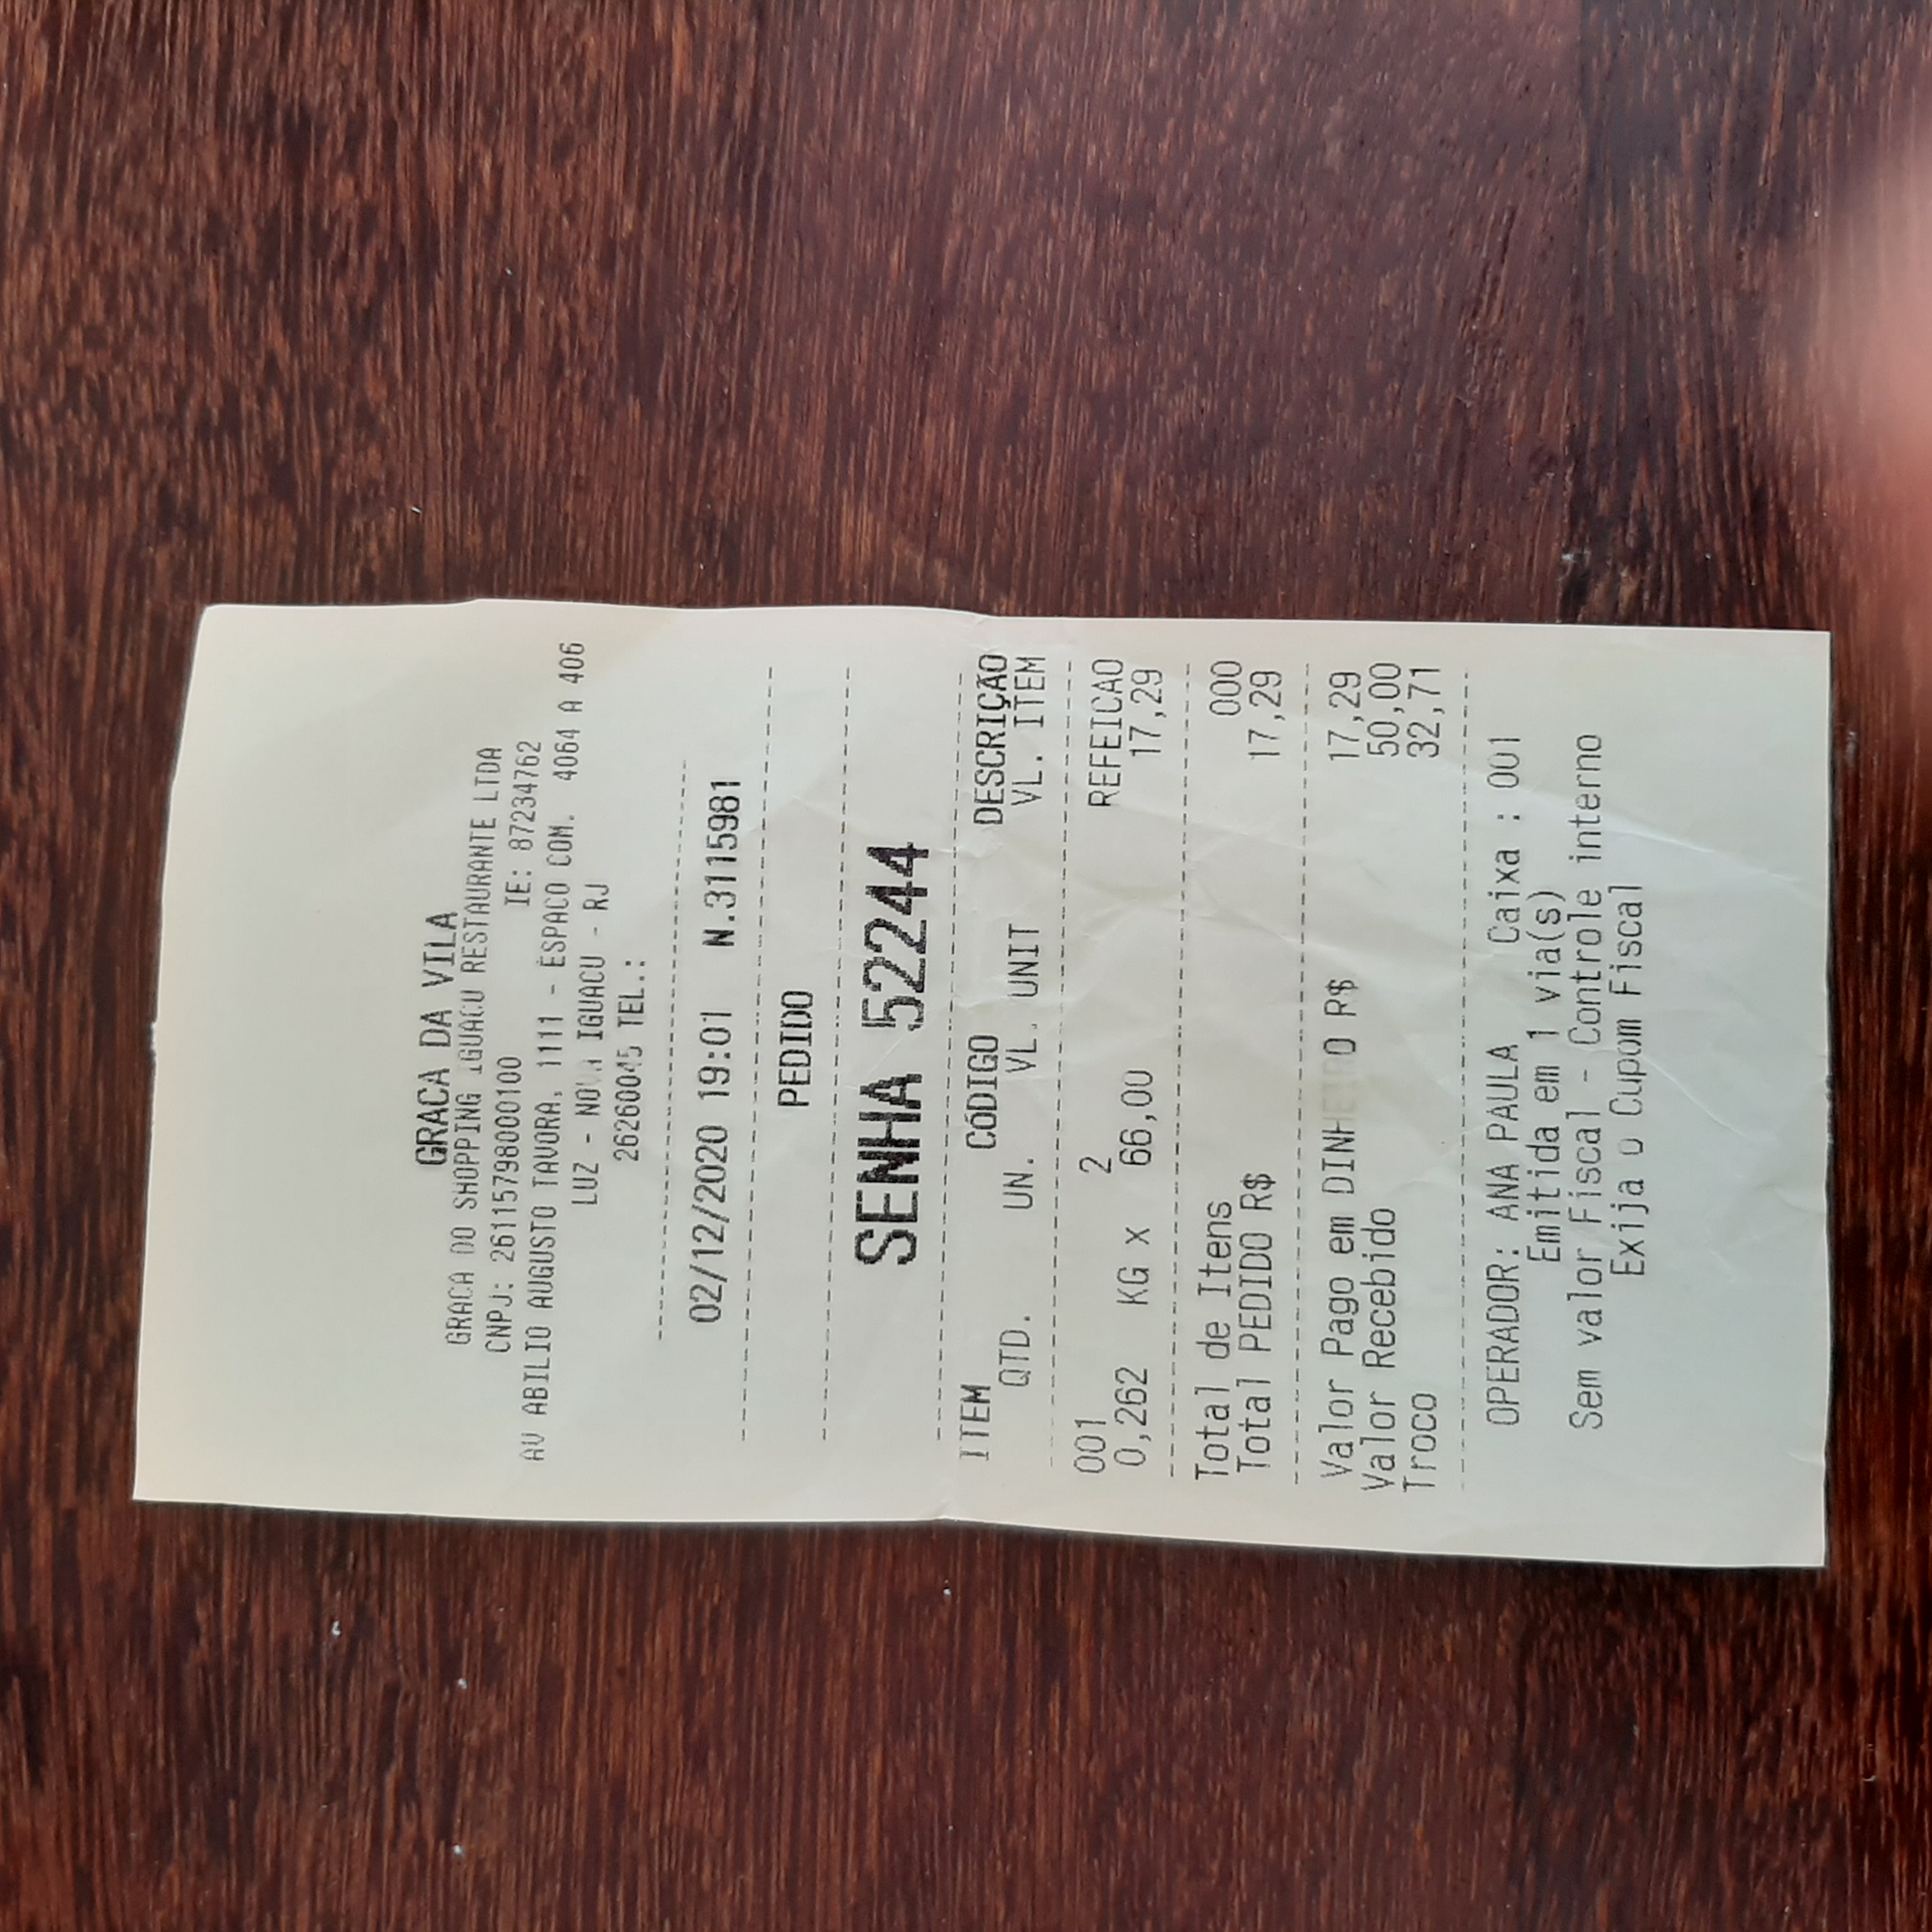 GRACA DA VILA
GRACA DO SHOPPING IGUACU RESTAURANTE LTDA
CNPJ: 26115798000100 IE: 87234762
AV ABILIO AUGUSTO TAVORA, 1111 - ESPACO COM. 4064 A 406
LUZ - NOVA IGUACU - RJ
26260045 TEL.:
02/12/2020 19:01 N.3115981
PEDIDO
SENHA 52244
ITEM CÓDIGO DESCRIÇÃO
QTD. UN. VL. UNIT VL. ITEM
001 2 REFEICAO
0,262 KG x 66,00 17,29
Total de Itens 000
Total PEDIDO R$ 17,29
Valor Pago em DINHEIRO R$ 17,29
Valor Recebido 50,00
Troco 32,71
OPERADOR: ANA PAULA Caixa : 001
Emitida em 1 via(s)
Sem valor Fiscal - Controle interno
Exija o Cupom Fiscal